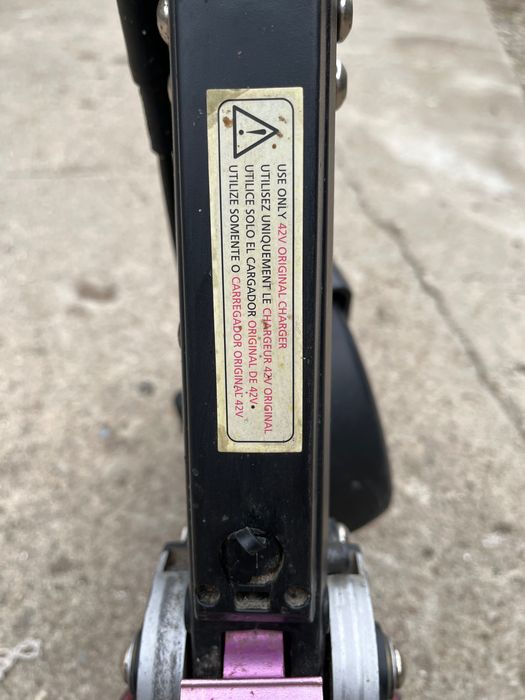 USE ONLY 42V ORIGINAL CHARGER
UTILISEZ UNIQUEMENT LE CHARGEUR 42V ORIGINAL
UTILICE SOLO EL CARGADOR ORIGINAL DE 42V
UTILIZE SOMENTE O CARREGADOR ORIGINAL 42V